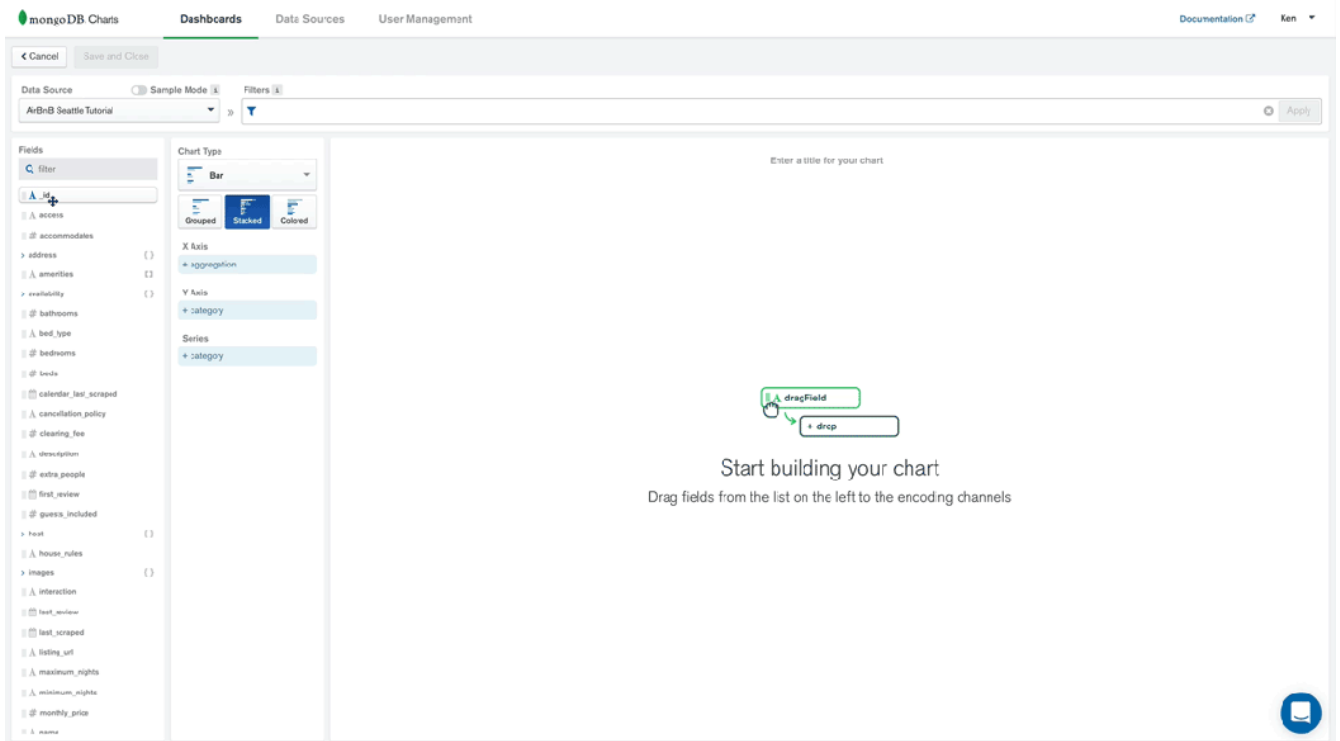 mongoDB. Charts
Dashboards
Data Sources
User Management
Documentation
Ken
Cancel
Save and Close
Data Source
Sample Mode
Filters
AirBnB Seattle Tutorial
Apply
Fields
filter
_id
access
# accommodates
address
amenities
availability
# bathrooms
bed_type
# bedrooms
# beds
calendar_last_scraped
cancellation_policy
# cleaning_fee
description
# extra_people
first_review
# guests_included
host
house_rules
images
interaction
last_review
last_scraped
listing_url
maximum_nights
minimum_nights
# monthly_price
name
Chart Type
Bar
Grouped
Stacked
Colored
X Axis
+ aggregation
Y Axis
+ category
Series
+ category
Enter a title for your chart
A dragField
+ drop
Start building your chart
Drag fields from the list on the left to the encoding channels